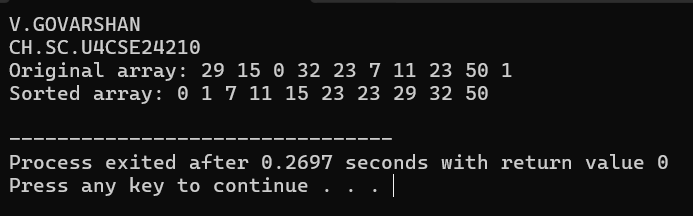 V.GOVARSHAN
CH.SC.U4CSE24210
Original array: 29 15 0 32 23 7 11 23 50 1
Sorted array: 0 1 7 11 15 23 23 29 32 50
--------------------------------
Process exited after 0.2697 seconds with return value 0
Press any key to continue . . .